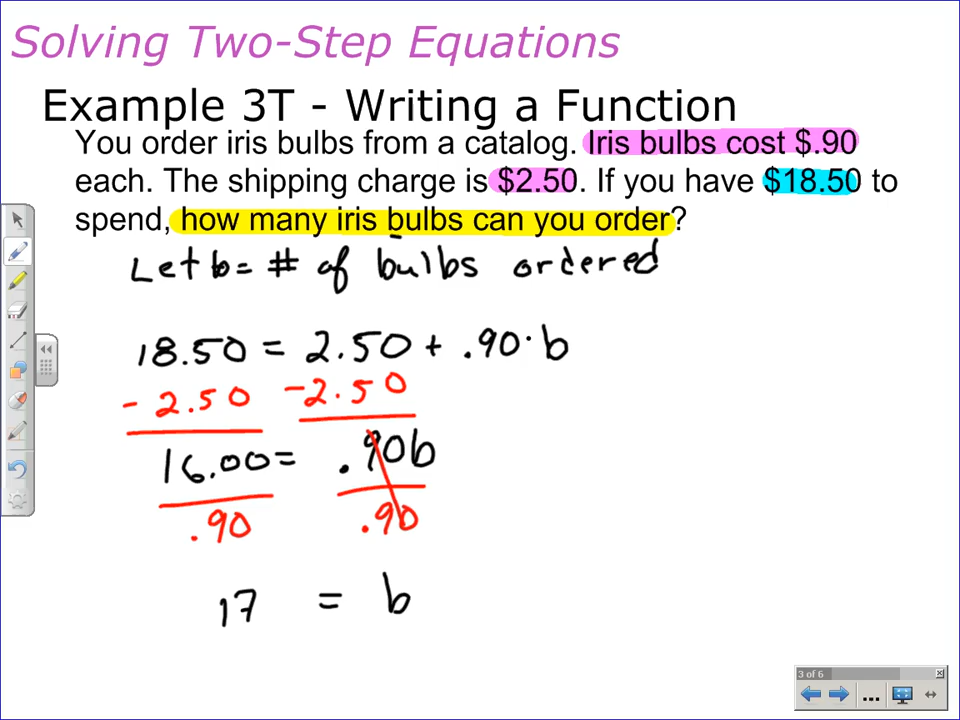 Solving Two-Step Equations
Example 3T - Writing a Function
You order iris bulbs from a catalog. Iris bulbs cost $.90
each. The shipping charge is $2.50. If you have $18.50 to
spend, how many iris bulbs can you order?
Let b = # of bulbs ordered
18.50 = 2.50 + .90 · b
- 2.50 - 2.50
16.00 = .90b
.90 .90
17 = b
3 of 6